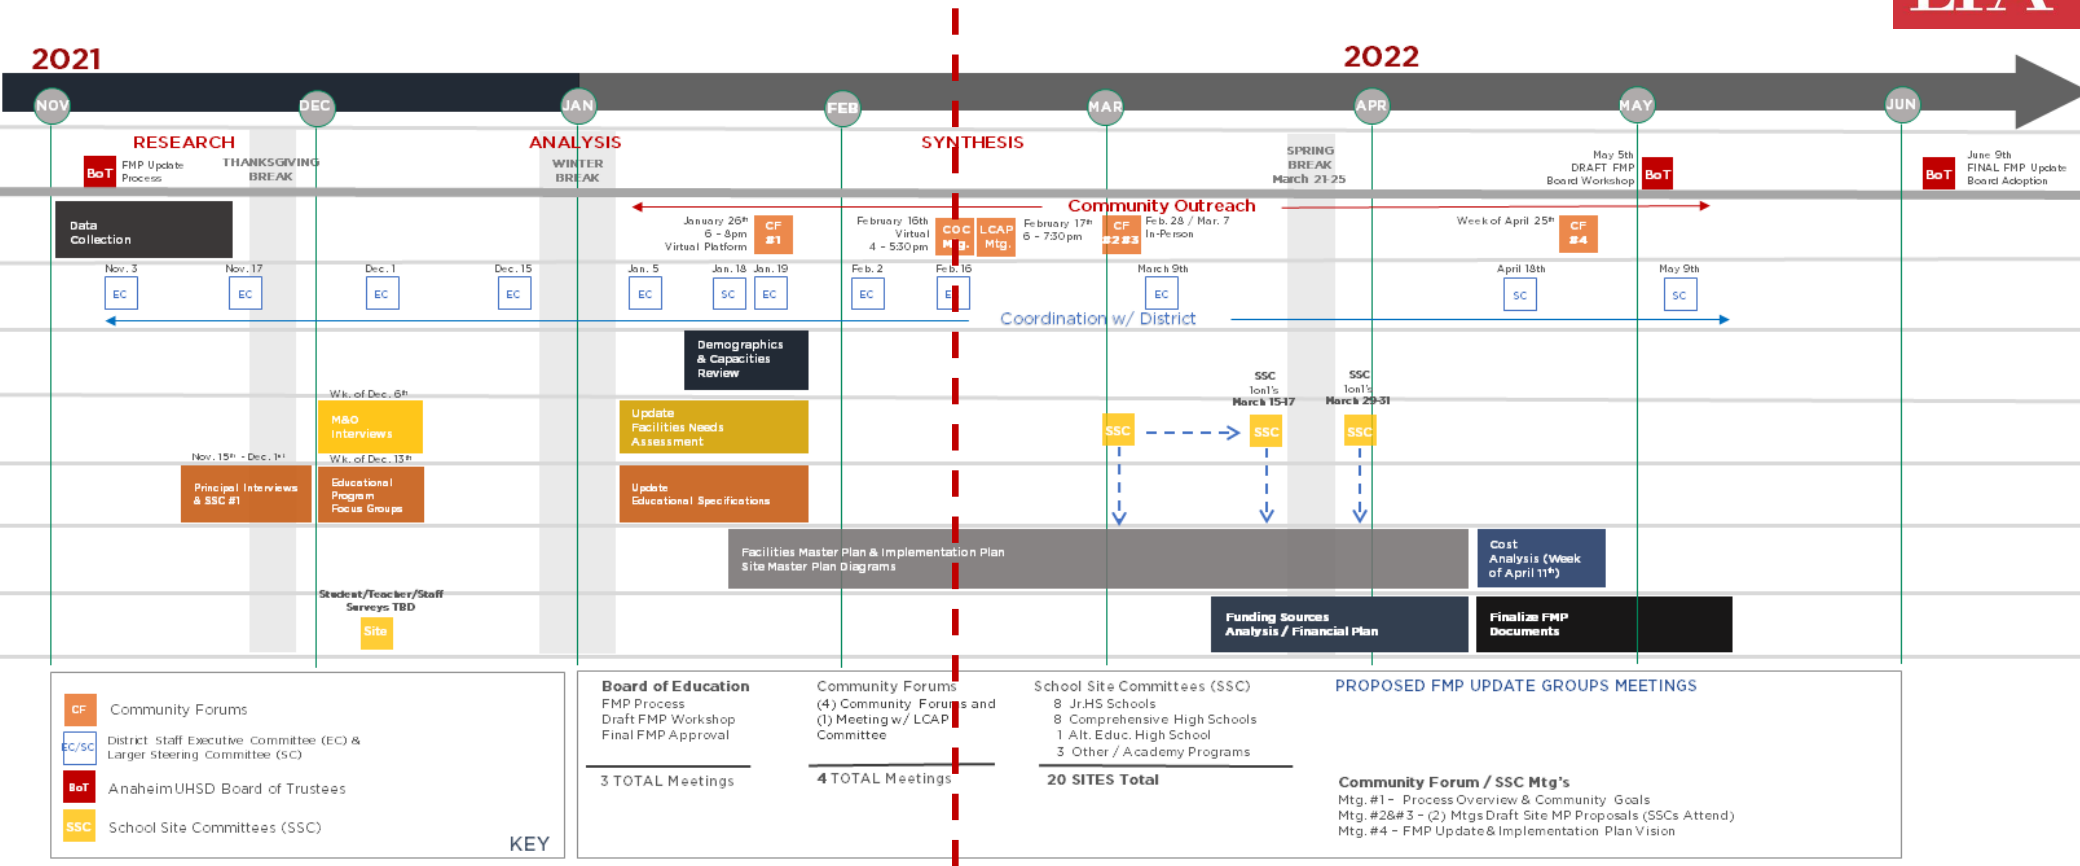 LPA
2021
2022
NOV
DEC
JAN
FEB
MAR
APR
MAY
JUN
RESEARCH
ANALYSIS
SYNTHESIS
BoT
FMP Update
Process
THANKSGIVING
BREAK
WINTER
BREAK
SPRING
BREAK
March 21-25
May 5th
DRAFT FMP
Board Workshop
BoT
BoT
June 9th
FINAL FMP Update
Board Adoption
Community Outreach
Data
Collection
January 26th
6 - 8pm
Virtual Platform
CF
#1
February 16th
Virtual
4 - 5:30pm
COC
Mtg.
LCAP
Mtg.
February 17th
6 - 7:30pm
CF
#2#3
Feb. 28 / Mar. 7
In-Person
Week of April 25th
CF
#4
Nov. 3
EC
Nov. 17
EC
Dec. 1
EC
Dec. 15
EC
Jan. 5
EC
Jan. 18
SC
Jan. 19
EC
Feb. 2
EC
Feb. 16
EC
March 9th
EC
April 18th
SC
May 9th
SC
Coordination w/ District
Demographics
& Capacities
Review
Wk. of Dec. 6th
M&O
Interviews
Update
Facilities Needs
Assessment
SSC
SSC
1on1's
March 15-17
SSC
SSC
1on1's
March 29-31
SSC
Nov. 15th - Dec. 1st
Principal Interviews
& SSC #1
Wk. of Dec. 13th
Educational
Program
Focus Groups
Update
Educational Specifications
Facilities Master Plan & Implementation Plan
Site Master Plan Diagrams
Cost
Analysis (Week
of April 11th)
Student/Teacher/Staff
Surveys TBD
Site
Funding Sources
Analysis / Financial Plan
Finalize FMP
Documents
CF
Community Forums
EC/SC
District Staff Executive Committee (EC) &
Larger Steering Committee (SC)
BoT
Anaheim UHSD Board of Trustees
SSC
School Site Committees (SSC)
KEY
Board of Education
FMP Process
Draft FMP Workshop
Final FMP Approval
3 TOTAL Meetings
Community Forums
(4) Community Forums and
(1) Meeting w/ LCAP
Committee
4 TOTAL Meetings
School Site Committees (SSC)
8 Jr.HS Schools
8 Comprehensive High Schools
1 Alt. Educ. High School
3 Other / Academy Programs
20 SITES Total
PROPOSED FMP UPDATE GROUPS MEETINGS
Community Forum / SSC Mtg's
Mtg. #1 - Process Overview & Community Goals
Mtg. #2&#3 - (2) Mtgs Draft Site MP Proposals (SSCs Attend)
Mtg. #4 - FMP Update & Implementation Plan Vision